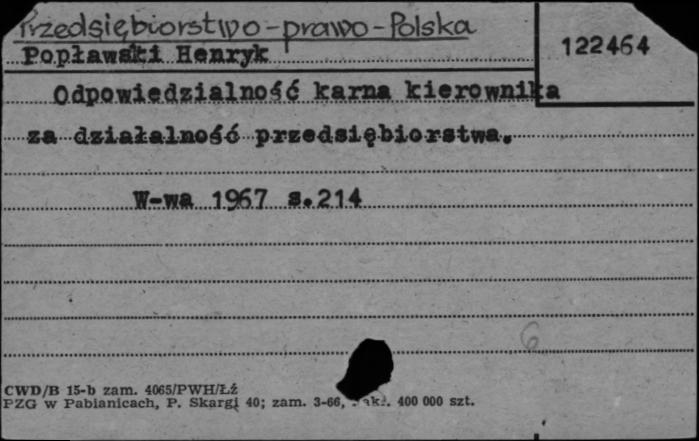 Przedsiębiorstwo - prawo - Polska
Popławski Henryk
122464
Odpowiedzialność karna kierownika
za działalność przedsiębiorstwa.
W-wa 1967 s.214
6
CWD/B 15-b zam. 4065/PWH/Łź
PZG w Pabianicach, P. Skargi 40; zam. 3-66, 400 000 szt.